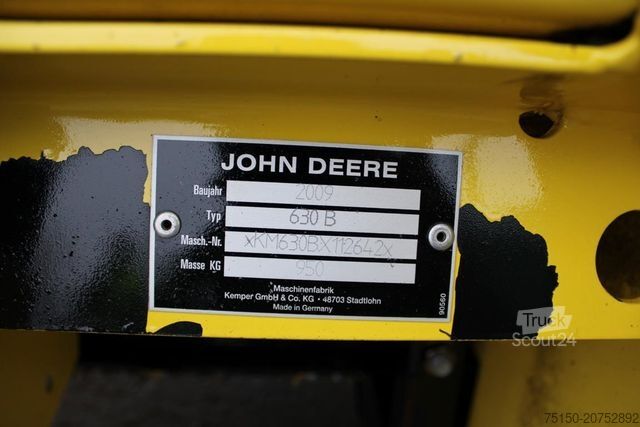 JOHN DEERE
Baujahr 2009
Typ 630 B
Masch.-Nr. xKM630BX112642x
Masse KG 950
Maschinenfabrik
Kemper GmbH & Co. KG • 48703 Stadtlohn
Made in Germany
90560
Truck
Scout24
75150-20752892